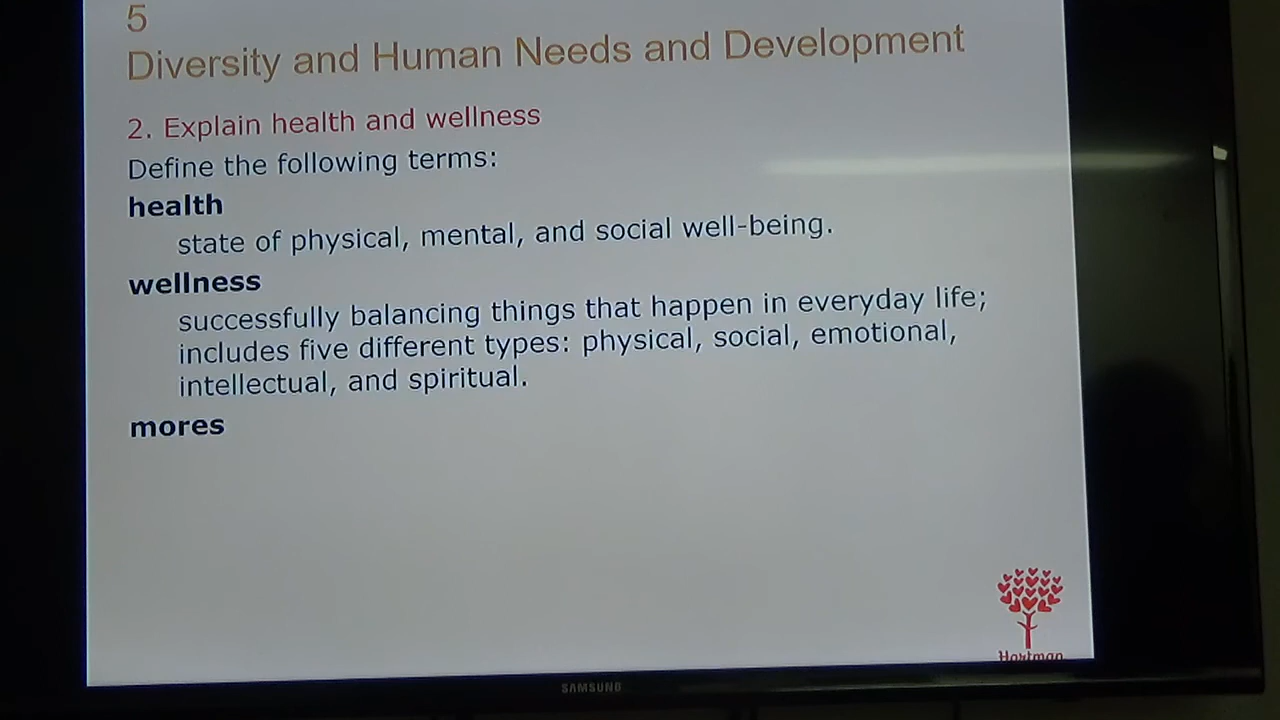 5
Diversity and Human Needs and Development
2. Explain health and wellness
Define the following terms:
health
state of physical, mental, and social well-being.
wellness
successfully balancing things that happen in everyday life;
includes five different types: physical, social, emotional,
intellectual, and spiritual.
mores
Hartman
SAMSUNG